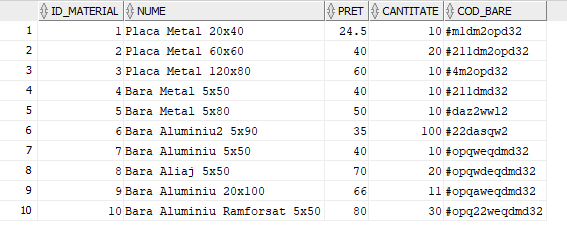 ID_MATERIAL NUME PRET CANTITATE COD_BARE
1 1 Placa Metal 20x40 24.5 10 #m1dm2opd32
2 2 Placa Metal 60x60 40 20 #211dm2opd32
3 3 Placa Metal 120x80 60 10 #4m2opd32
4 4 Bara Metal 5x50 40 10 #211dmd32
5 5 Bara Metal 5x80 50 10 #daz2wwl2
6 6 Bara Aluminiu2 5x90 35 100 #22dasqw2
7 7 Bara Aluminiu 5x50 40 10 #opqweqdmd32
8 8 Bara Aliaj 5x50 70 20 #opqwdeqdmd32
9 9 Bara Aluminiu 20x100 66 11 #opqaweqdmd32
10 10 Bara Aluminiu Ramforsat 5x50 80 30 #opq22weqdmd32